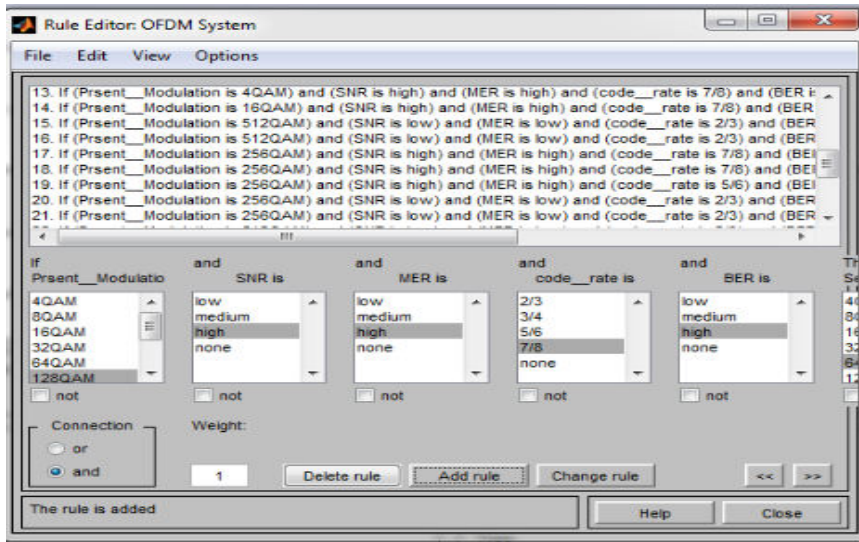 Rule Editor: OFDM System
File Edit View Options
13. If (Prsent__Modulation is 4QAM) and (SNR is high) and (MER is high) and (code__rate is 7/8) and (BER
14. If (Prsent__Modulation is 16QAM) and (SNR is high) and (MER is high) and (code__rate is 7/8) and (BER
15. If (Prsent__Modulation is 512QAM) and (SNR is low) and (MER is low) and (code__rate is 2/3) and (BER
16. If (Prsent__Modulation is 512QAM) and (SNR is low) and (MER is low) and (code__rate is 2/3) and (BER
17. If (Prsent__Modulation is 256QAM) and (SNR is high) and (MER is high) and (code__rate is 7/8) and
18. If (Prsent__Modulation is 256QAM) and (SNR is high) and (MER is high) and (code__rate is 7/8) and
19. If (Prsent__Modulation is 256QAM) and (SNR is high) and (MER is high) and (code__rate is 5/6) and
20. If (Prsent__Modulation is 256QAM) and (SNR is low) and (MER is low) and (code__rate is 2/3) and (BER
21. If (Prsent__Modulation is 256QAM) and (SNR is low) and (MER is low) and (code__rate is 2/3) and (BER
If and and and and
Prsent__Modulatio SNR is MER is code__rate is BER is
4QAM low low 2/3 low
8QAM medium medium 3/4 medium
16QAM high high 5/6 high
32QAM none none 7/8 none
64QAM none
128QAM
not not not not not
Connection Weight:
or
and 1 Delete rule Add rule Change rule << >>
The rule is added Help Close